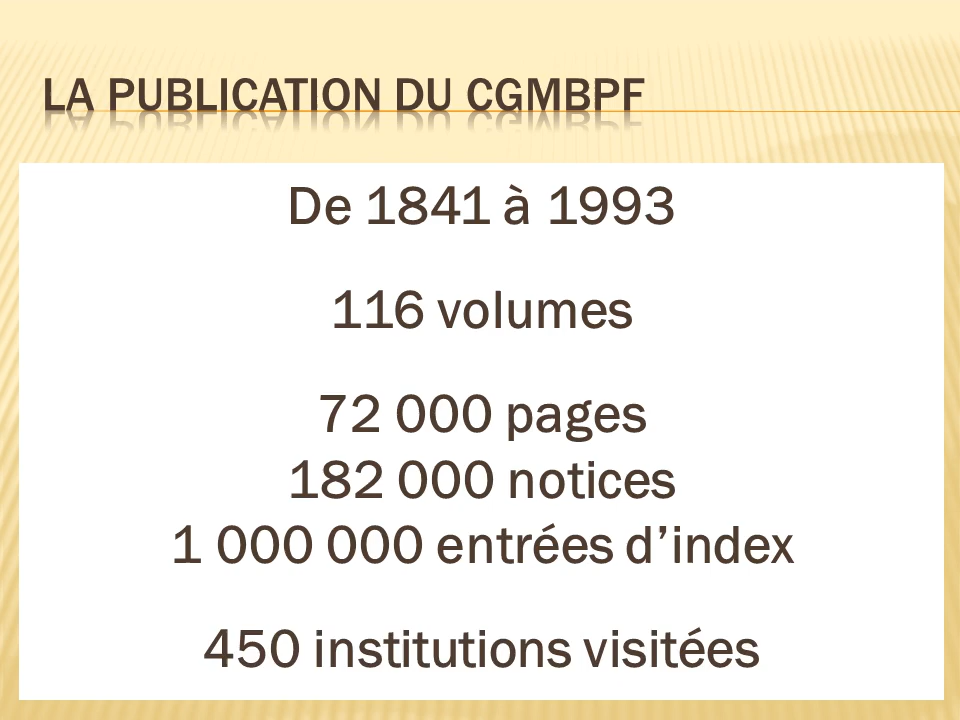 LA PUBLICATION DU CGMBPF
De 1841 à 1993
116 volumes
72 000 pages
182 000 notices
1 000 000 entrées d’index
450 institutions visitées